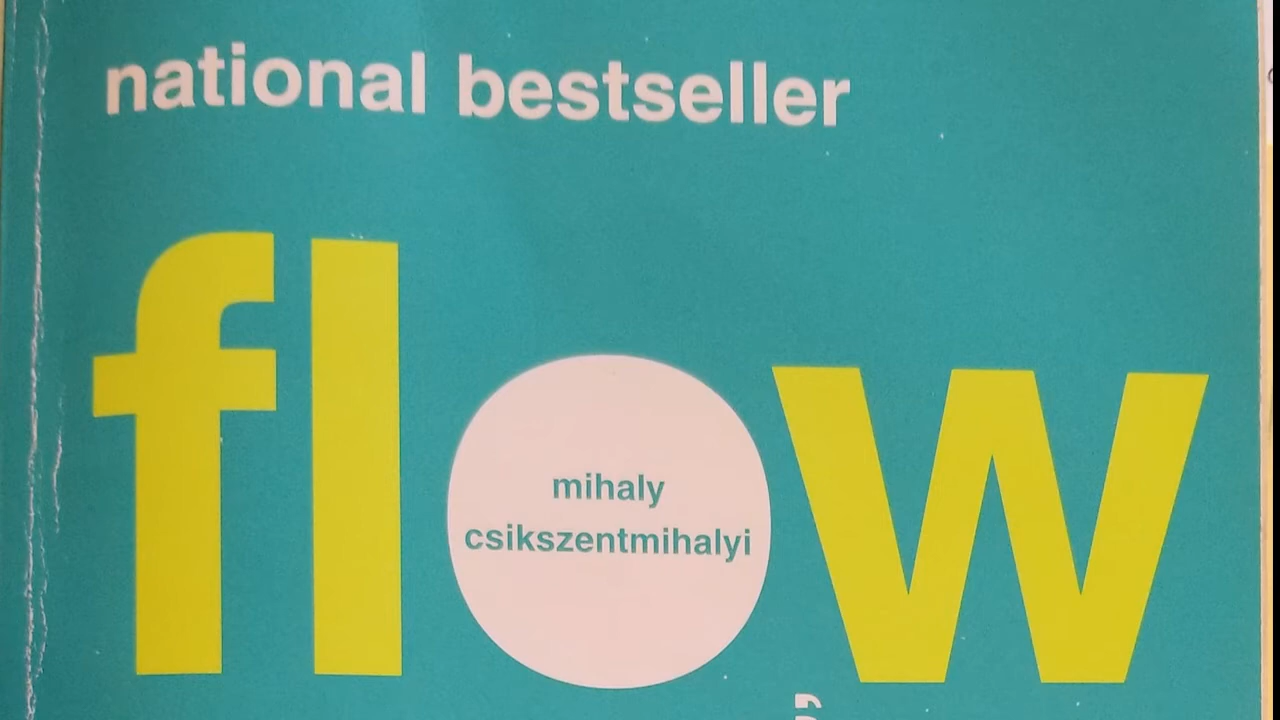 national bestseller
flow
mihaly
csikszentmihalyi